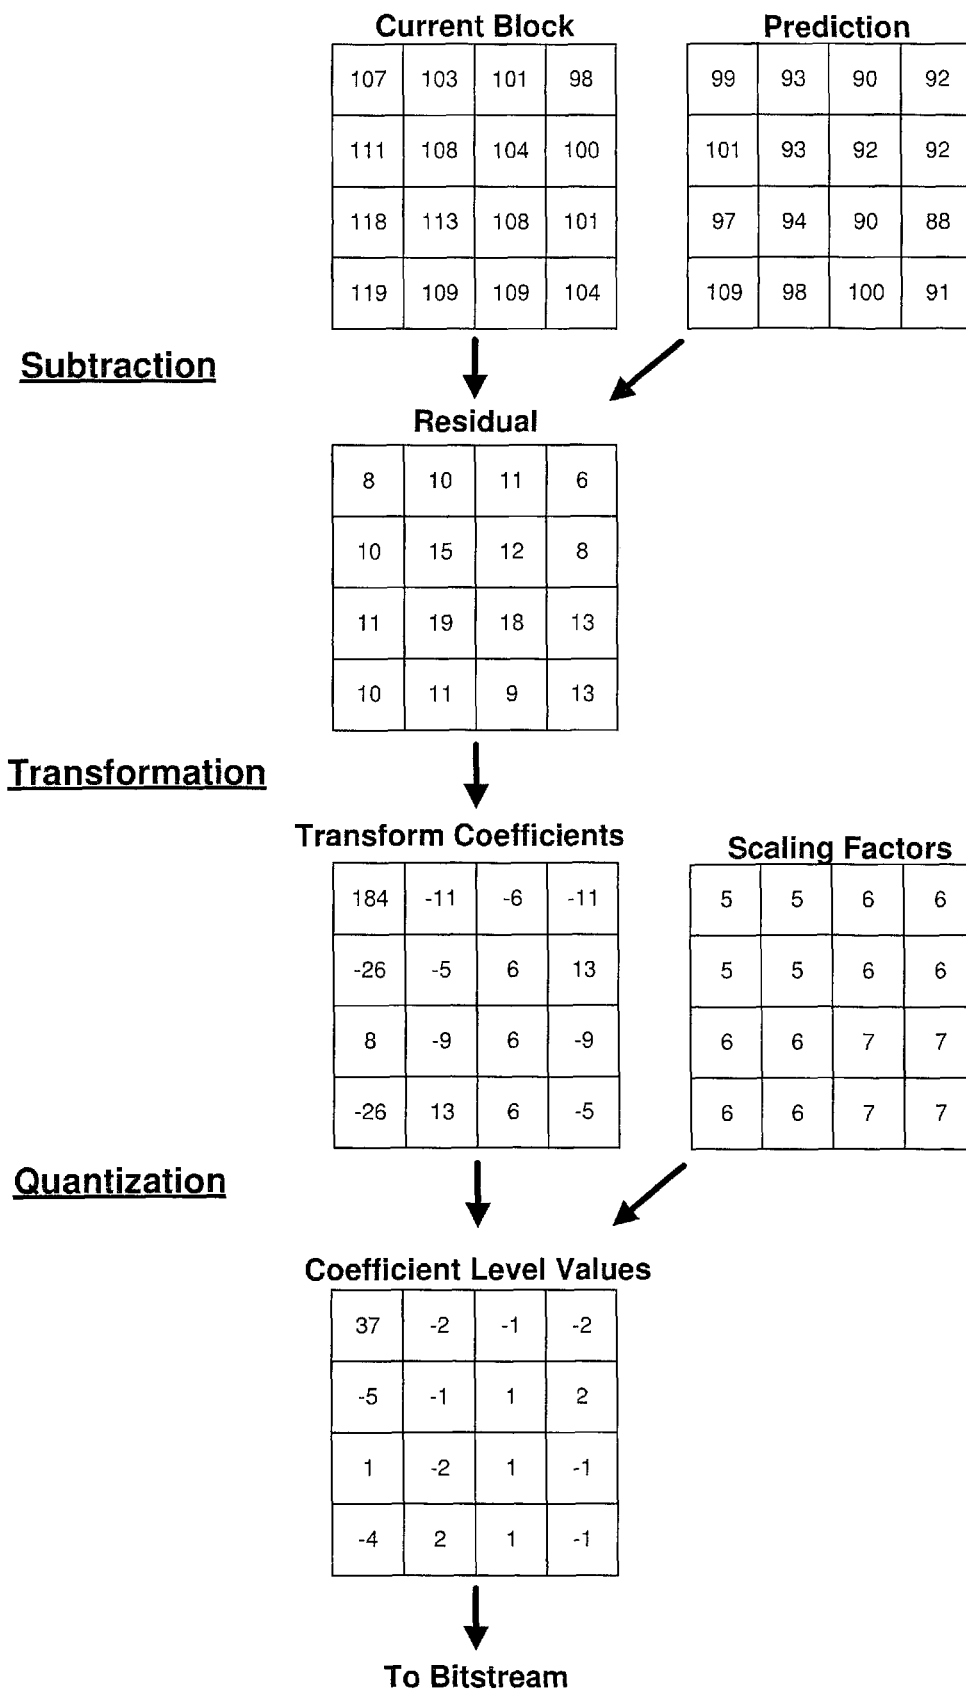 Current Block Prediction
107 103 101 98 99 93 90 92
111 108 104 100 101 93 92 92
118 113 108 101 97 94 90 88
119 109 109 104 109 98 100 91
Subtraction
Residual
8 10 11 6
10 15 12 8
11 19 18 13
10 11 9 13
Transformation
Transform Coefficients Scaling Factors
184 -11 -6 -11 5 5 6 6
-26 -5 6 13 5 5 6 6
8 -9 6 -9 6 6 7 7
-26 13 6 -5 6 6 7 7
Quantization
Coefficient Level Values
37 -2 -1 -2
-5 -1 1 2
1 -2 1 -1
-4 2 1 -1
To Bitstream